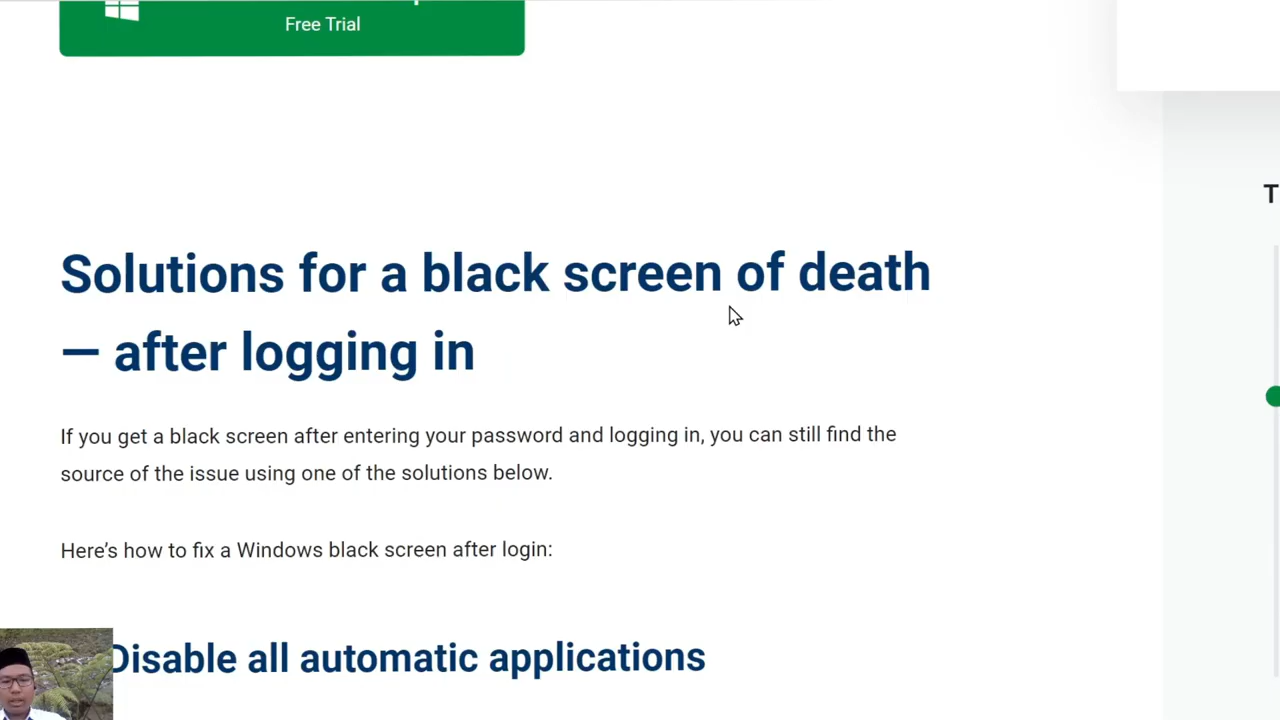 Free Trial
Solutions for a black screen of death
— after logging in
If you get a black screen after entering your password and logging in, you can still find the
source of the issue using one of the solutions below.
Here’s how to fix a Windows black screen after login:
Disable all automatic applications